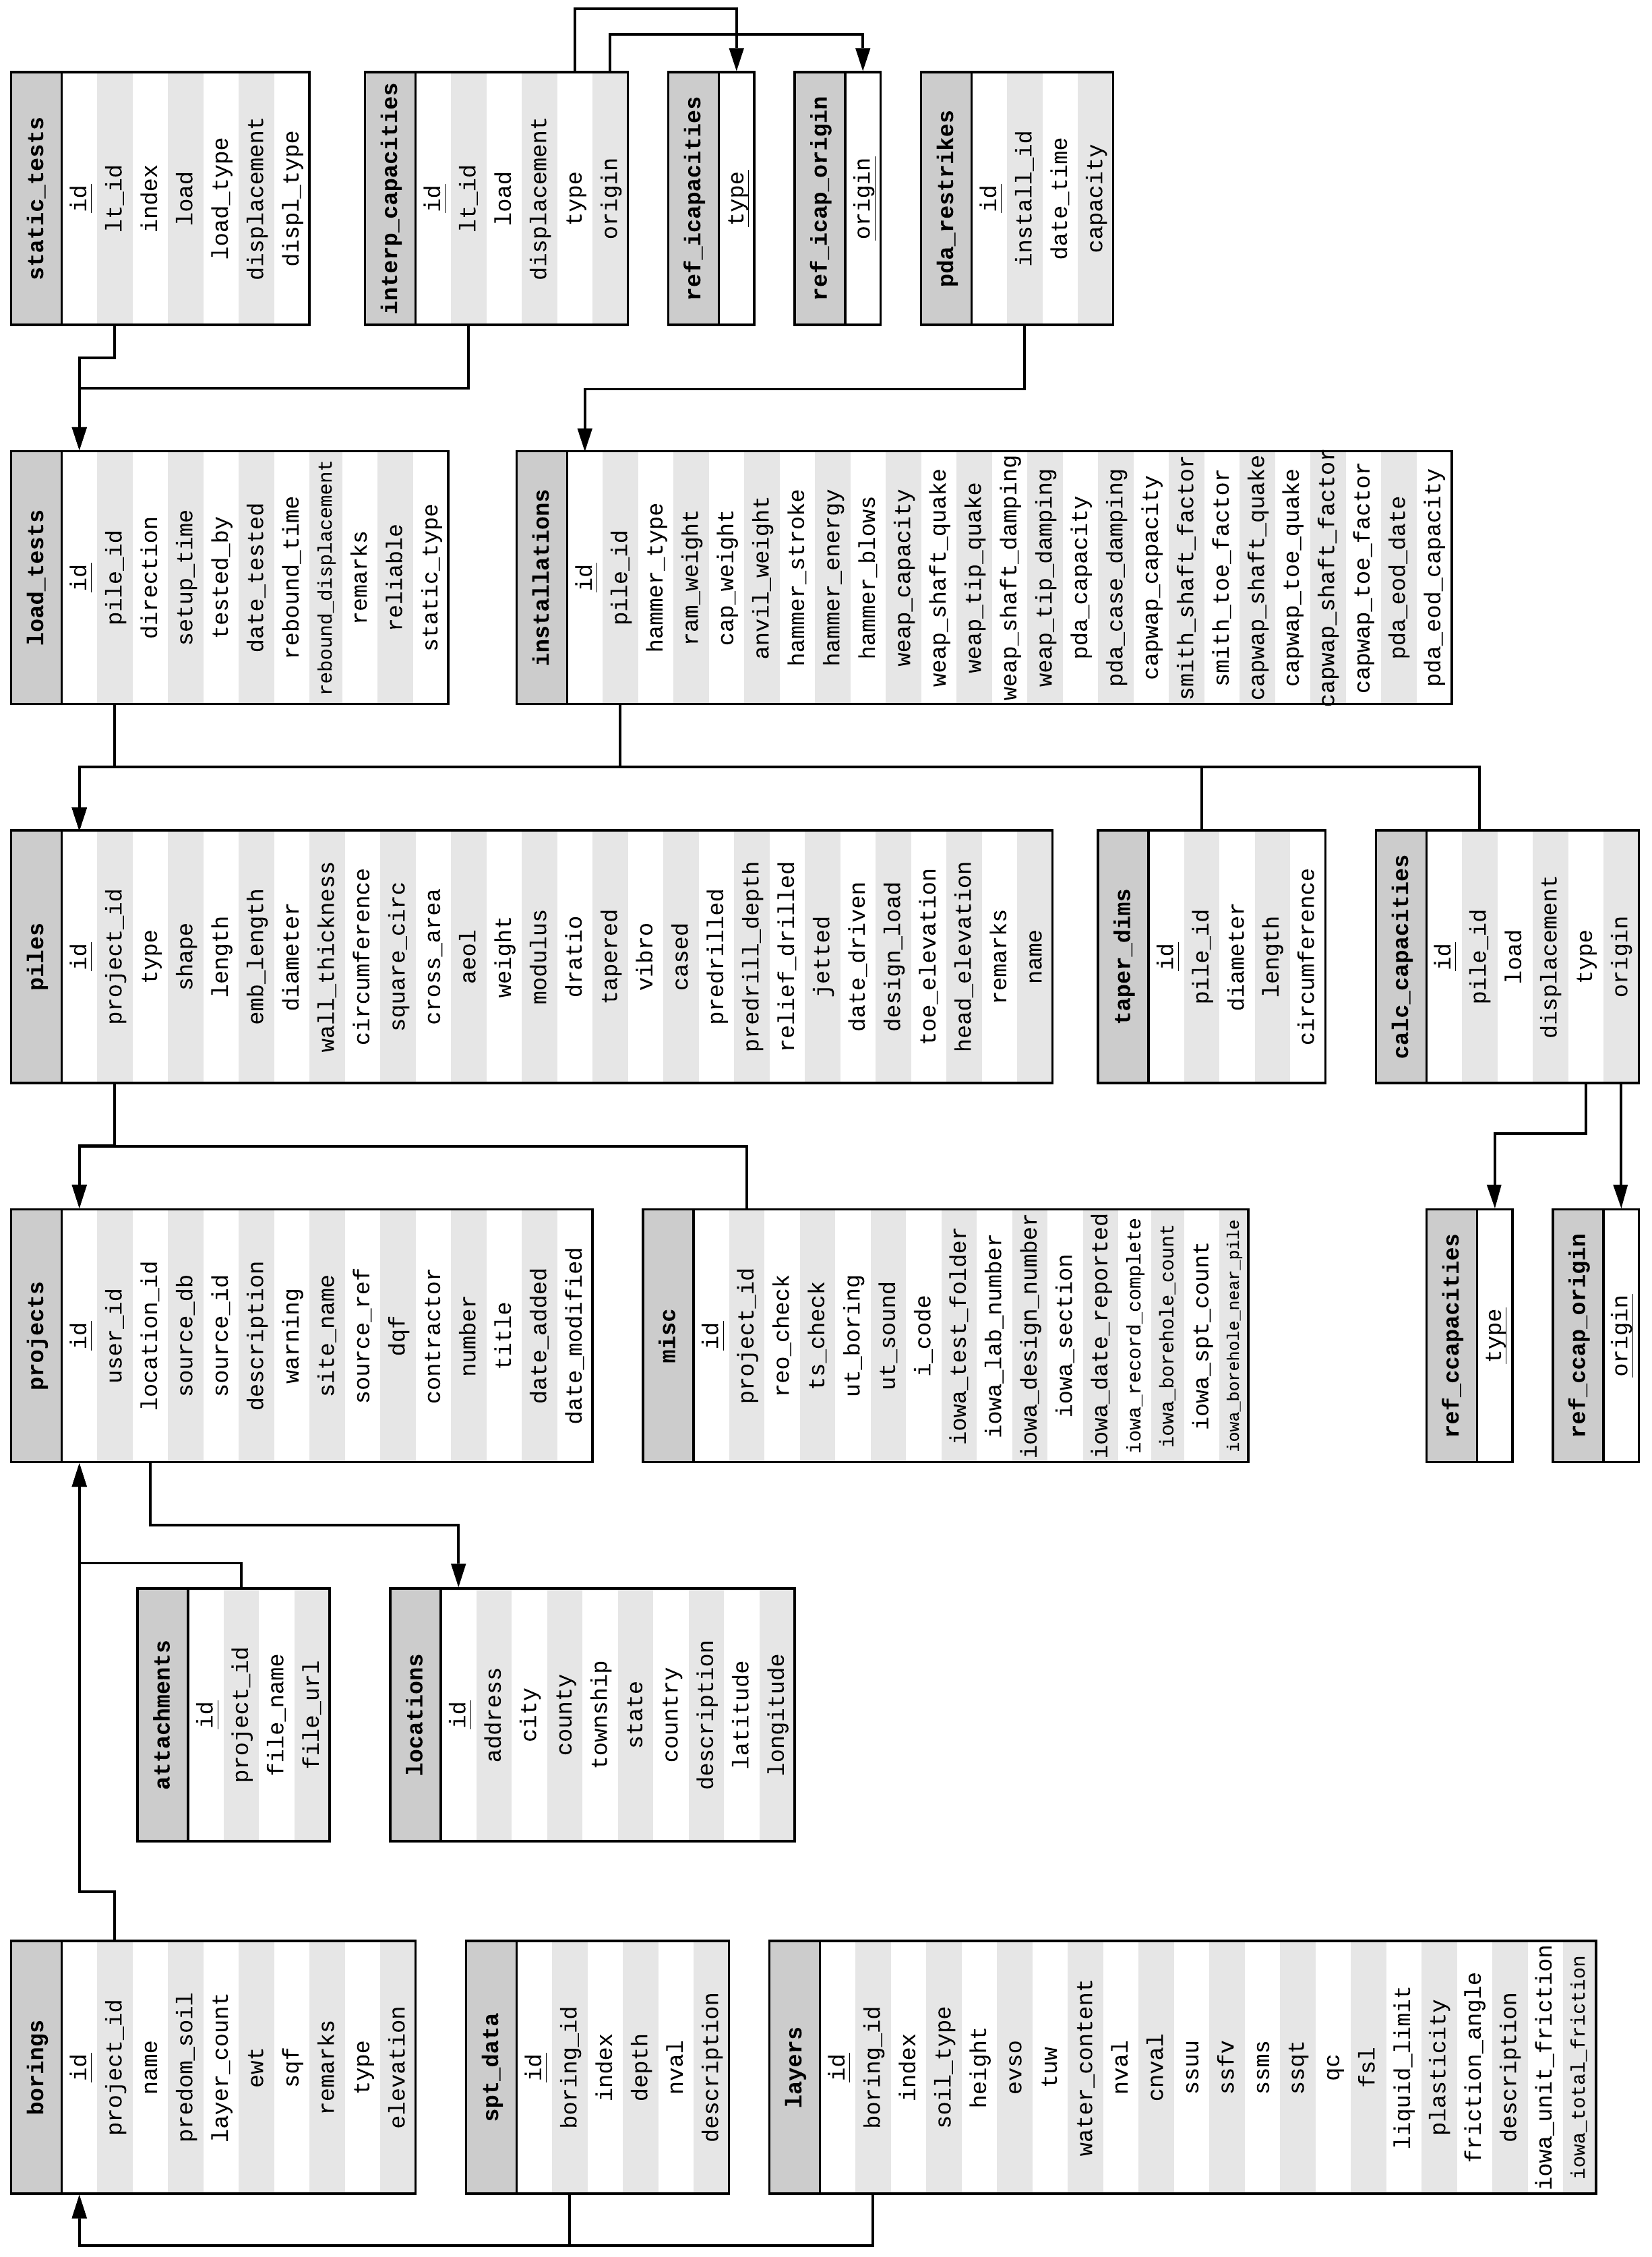 static_tests
id
lt_id
index
load
load_type
displacement
displ_type
interp_capacities
id
lt_id
load
displacement
type
origin
ref_icapacities
type
ref_icap_origin
origin
pda_restrikes
id
install_id
date_time
capacity
load_tests
id
pile_id
direction
setup_time
tested_by
date_tested
rebound_time
rebound_displacement
remarks
reliable
static_type
installations
id
pile_id
hammer_type
ram_weight
cap_weight
anvil_weight
hammer_stroke
hammer_energy
hammer_blows
weap_capacity
weap_shaft_quake
weap_tip_quake
weap_shaft_damping
weap_tip_damping
pda_capacity
pda_case_damping
capwap_capacity
smith_shaft_factor
smith_toe_factor
capwap_shaft_quake
capwap_toe_quake
capwap_shaft_factor
capwap_toe_factor
pda_eod_date
pda_eod_capacity
piles
id
project_id
type
shape
length
emb_length
diameter
wall_thickness
circumference
square_circ
cross_area
aeol
weight
modulus
dratio
tapered
vibro
cased
predrilled
predrill_depth
relief_drilled
jetted
date_driven
design_load
toe_elevation
head_elevation
remarks
name
taper_dims
id
pile_id
diameter
length
circumference
calc_capacities
id
pile_id
load
displacement
type
origin
projects
id
user_id
location_id
source_db
source_id
description
warning
site_name
source_ref
dqf
contractor
number
title
date_added
date_modified
misc
id
project_id
reo_check
ts_check
ut_boring
ut_sound
i_code
iowa_test_folder
iowa_lab_number
iowa_design_number
iowa_section
iowa_date_reported
iowa_record_complete
iowa_borehole_count
iowa_spt_count
iowa_borehole_near_pile
ref_ccapacities
type
ref_ccap_origin
origin
attachments
id
project_id
file_name
file_url
locations
id
address
city
county
township
state
country
description
latitude
longitude
borings
id
project_id
name
predom_soil
layer_count
ewt
sqf
remarks
type
elevation
spt_data
id
boring_id
index
depth
nval
description
layers
id
boring_id
index
soil_type
height
evso
tuw
water_content
nval
cnval
ssuu
ssfv
ssms
ssqt
qc
fsl
liquid_limit
plasticity
friction_angle
description
iowa_unit_friction
iowa_total_friction